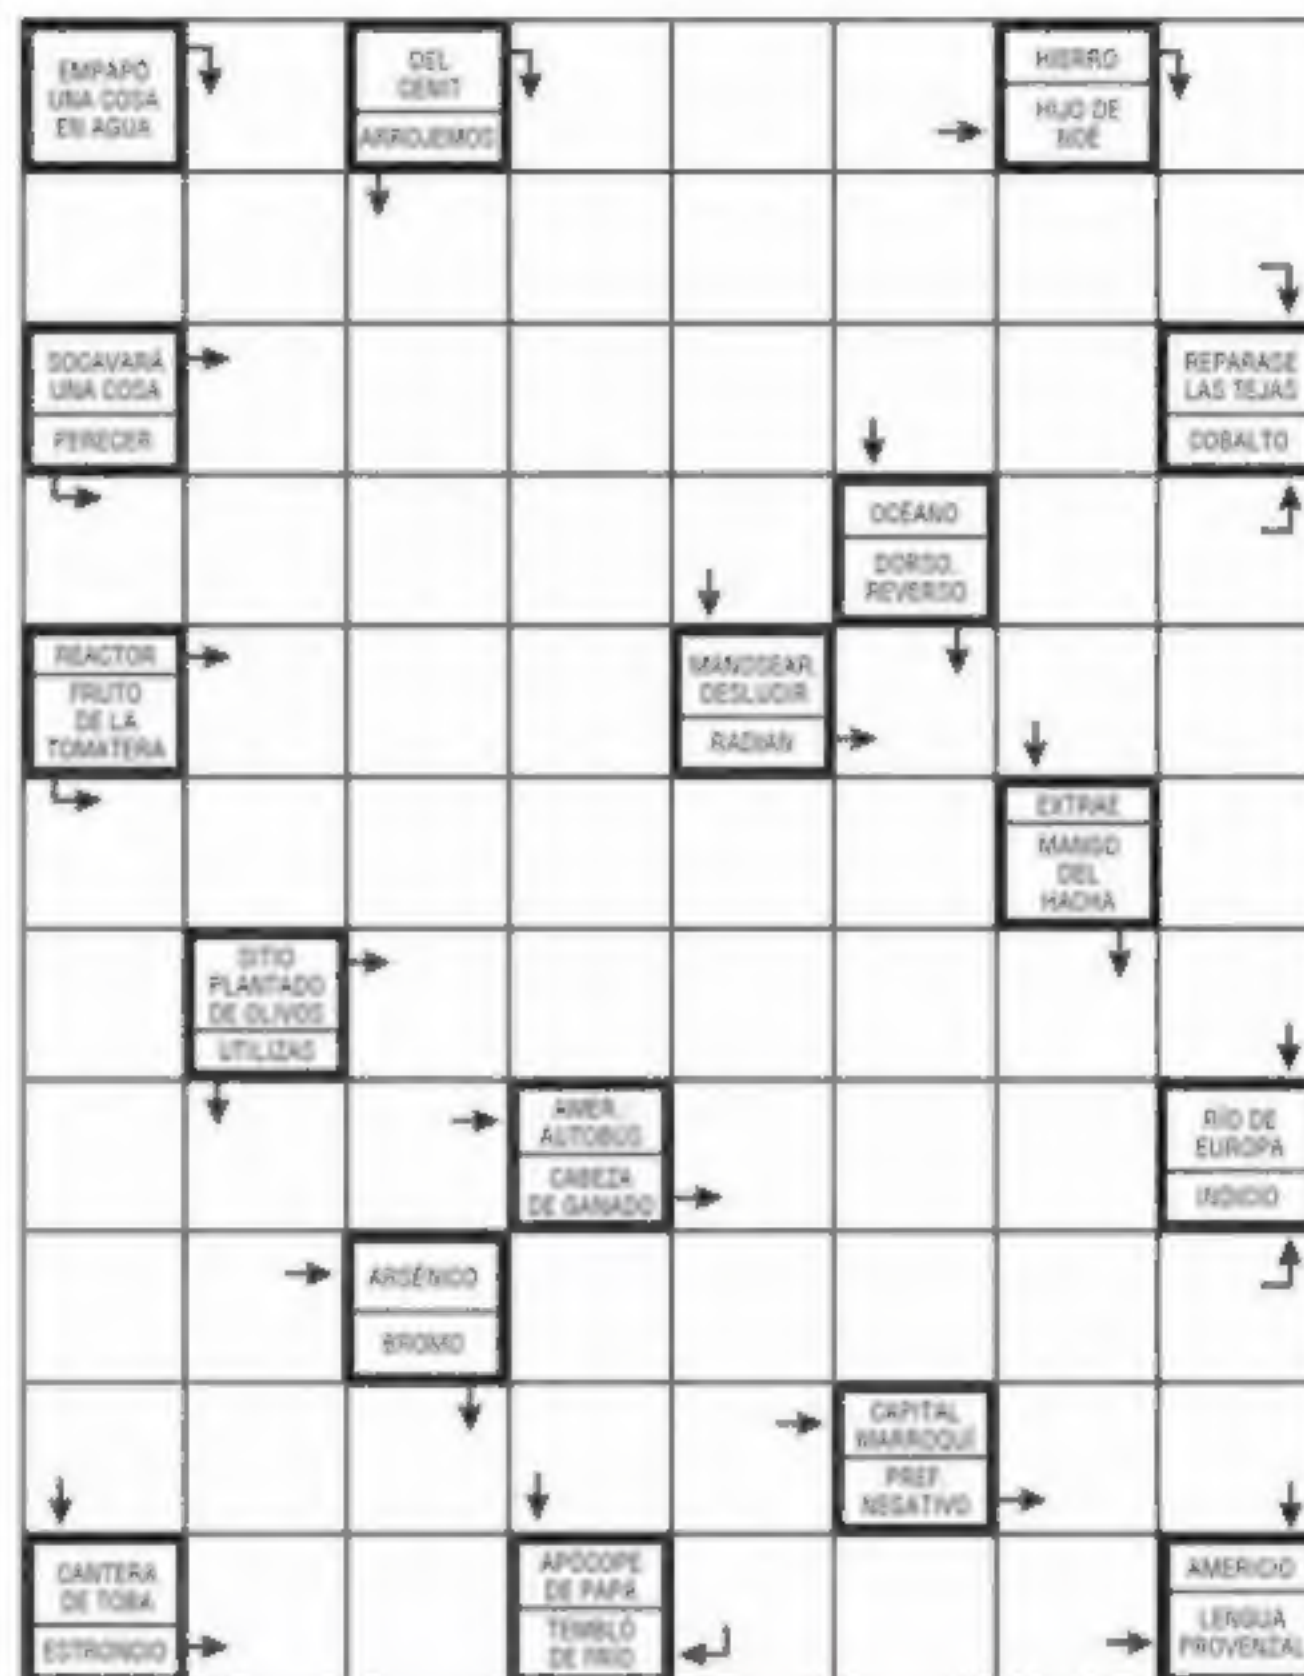 EMPAPÓ
UNA COSA
EN AGUA
DEL
CENIT
ARROJEMOS
HIERRO
HIJO DE
NOÉ
SOCAVARÁ
UNA COSA
PERECER
REPARASE
LAS TEJAS
COBALTO
OCÉANO
DORSO,
REVERSO
REACTOR
FRUTO
DE LA
TOMATERA
MANOSEAR,
DESLUCIR
RADIAN
EXTRAE
MANGO
DEL
HACHA
SITIO
PLANTADO
DE OLIVOS
UTILIZAS
AMER.:
AUTOBÚS
CABEZA
DE GANADO
RÍO DE
EUROPA
INDICIO
ARSÉNICO
BROMO
CAPITAL
MARROQUÍ
PREF.
NEGATIVO
CANTERA
DE TOBA
ESTRONCIO
APÓCOPE
DE PAPÁ
TEMBLÓ
DE FRÍO
AMERICIO
LENGUA
PROVENZAL